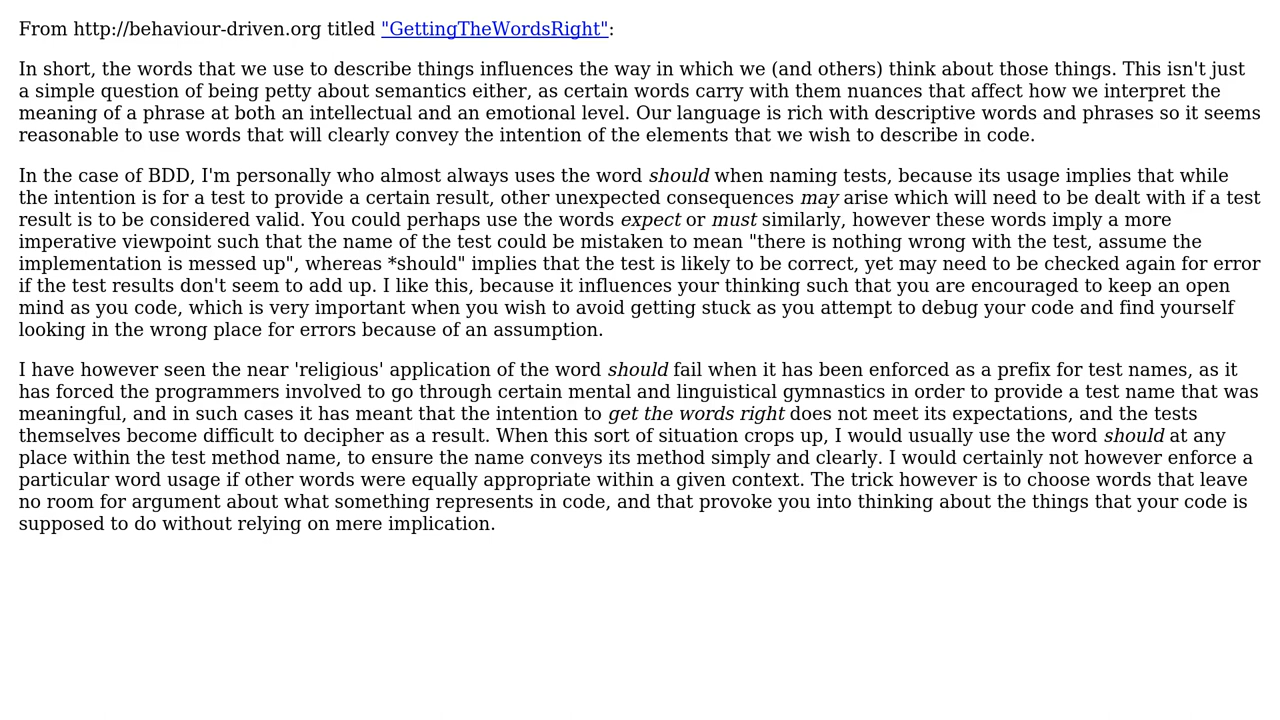 From http://behaviour-driven.org titled "GettingTheWordsRight":
In short, the words that we use to describe things influences the way in which we (and others) think about those things. This isn't just
a simple question of being petty about semantics either, as certain words carry with them nuances that affect how we interpret the
meaning of a phrase at both an intellectual and an emotional level. Our language is rich with descriptive words and phrases so it seems
reasonable to use words that will clearly convey the intention of the elements that we wish to describe in code.
In the case of BDD, I'm personally who almost always uses the word should when naming tests, because its usage implies that while
the intention is for a test to provide a certain result, other unexpected consequences may arise which will need to be dealt with if a test
result is to be considered valid. You could perhaps use the words expect or must similarly, however these words imply a more
imperative viewpoint such that the name of the test could be mistaken to mean "there is nothing wrong with the test, assume the
implementation is messed up", whereas *should" implies that the test is likely to be correct, yet may need to be checked again for error
if the test results don't seem to add up. I like this, because it influences your thinking such that you are encouraged to keep an open
mind as you code, which is very important when you wish to avoid getting stuck as you attempt to debug your code and find yourself
looking in the wrong place for errors because of an assumption.
I have however seen the near 'religious' application of the word should fail when it has been enforced as a prefix for test names, as it
has forced the programmers involved to go through certain mental and linguistical gymnastics in order to provide a test name that was
meaningful, and in such cases it has meant that the intention to get the words right does not meet its expectations, and the tests
themselves become difficult to decipher as a result. When this sort of situation crops up, I would usually use the word should at any
place within the test method name, to ensure the name conveys its method simply and clearly. I would certainly not however enforce a
particular word usage if other words were equally appropriate within a given context. The trick however is to choose words that leave
no room for argument about what something represents in code, and that provoke you into thinking about the things that your code is
supposed to do without relying on mere implication.